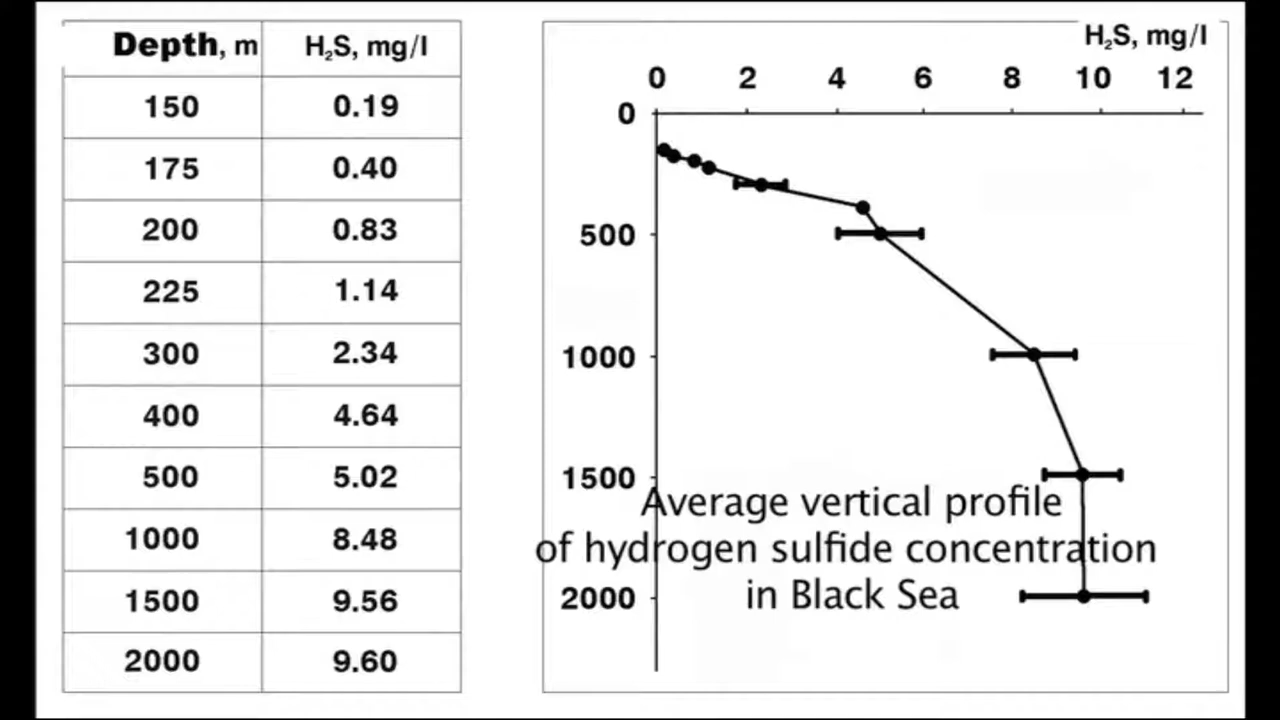 Depth, m H₂S, mg/l
150 0.19
175 0.40
200 0.83
225 1.14
300 2.34
400 4.64
500 5.02
1000 8.48
1500 9.56
2000 9.60
H₂S, mg/l
0 2 4 6 8 10 12
0
500
1000
1500
2000
Average vertical profile
of hydrogen sulfide concentration
in Black Sea